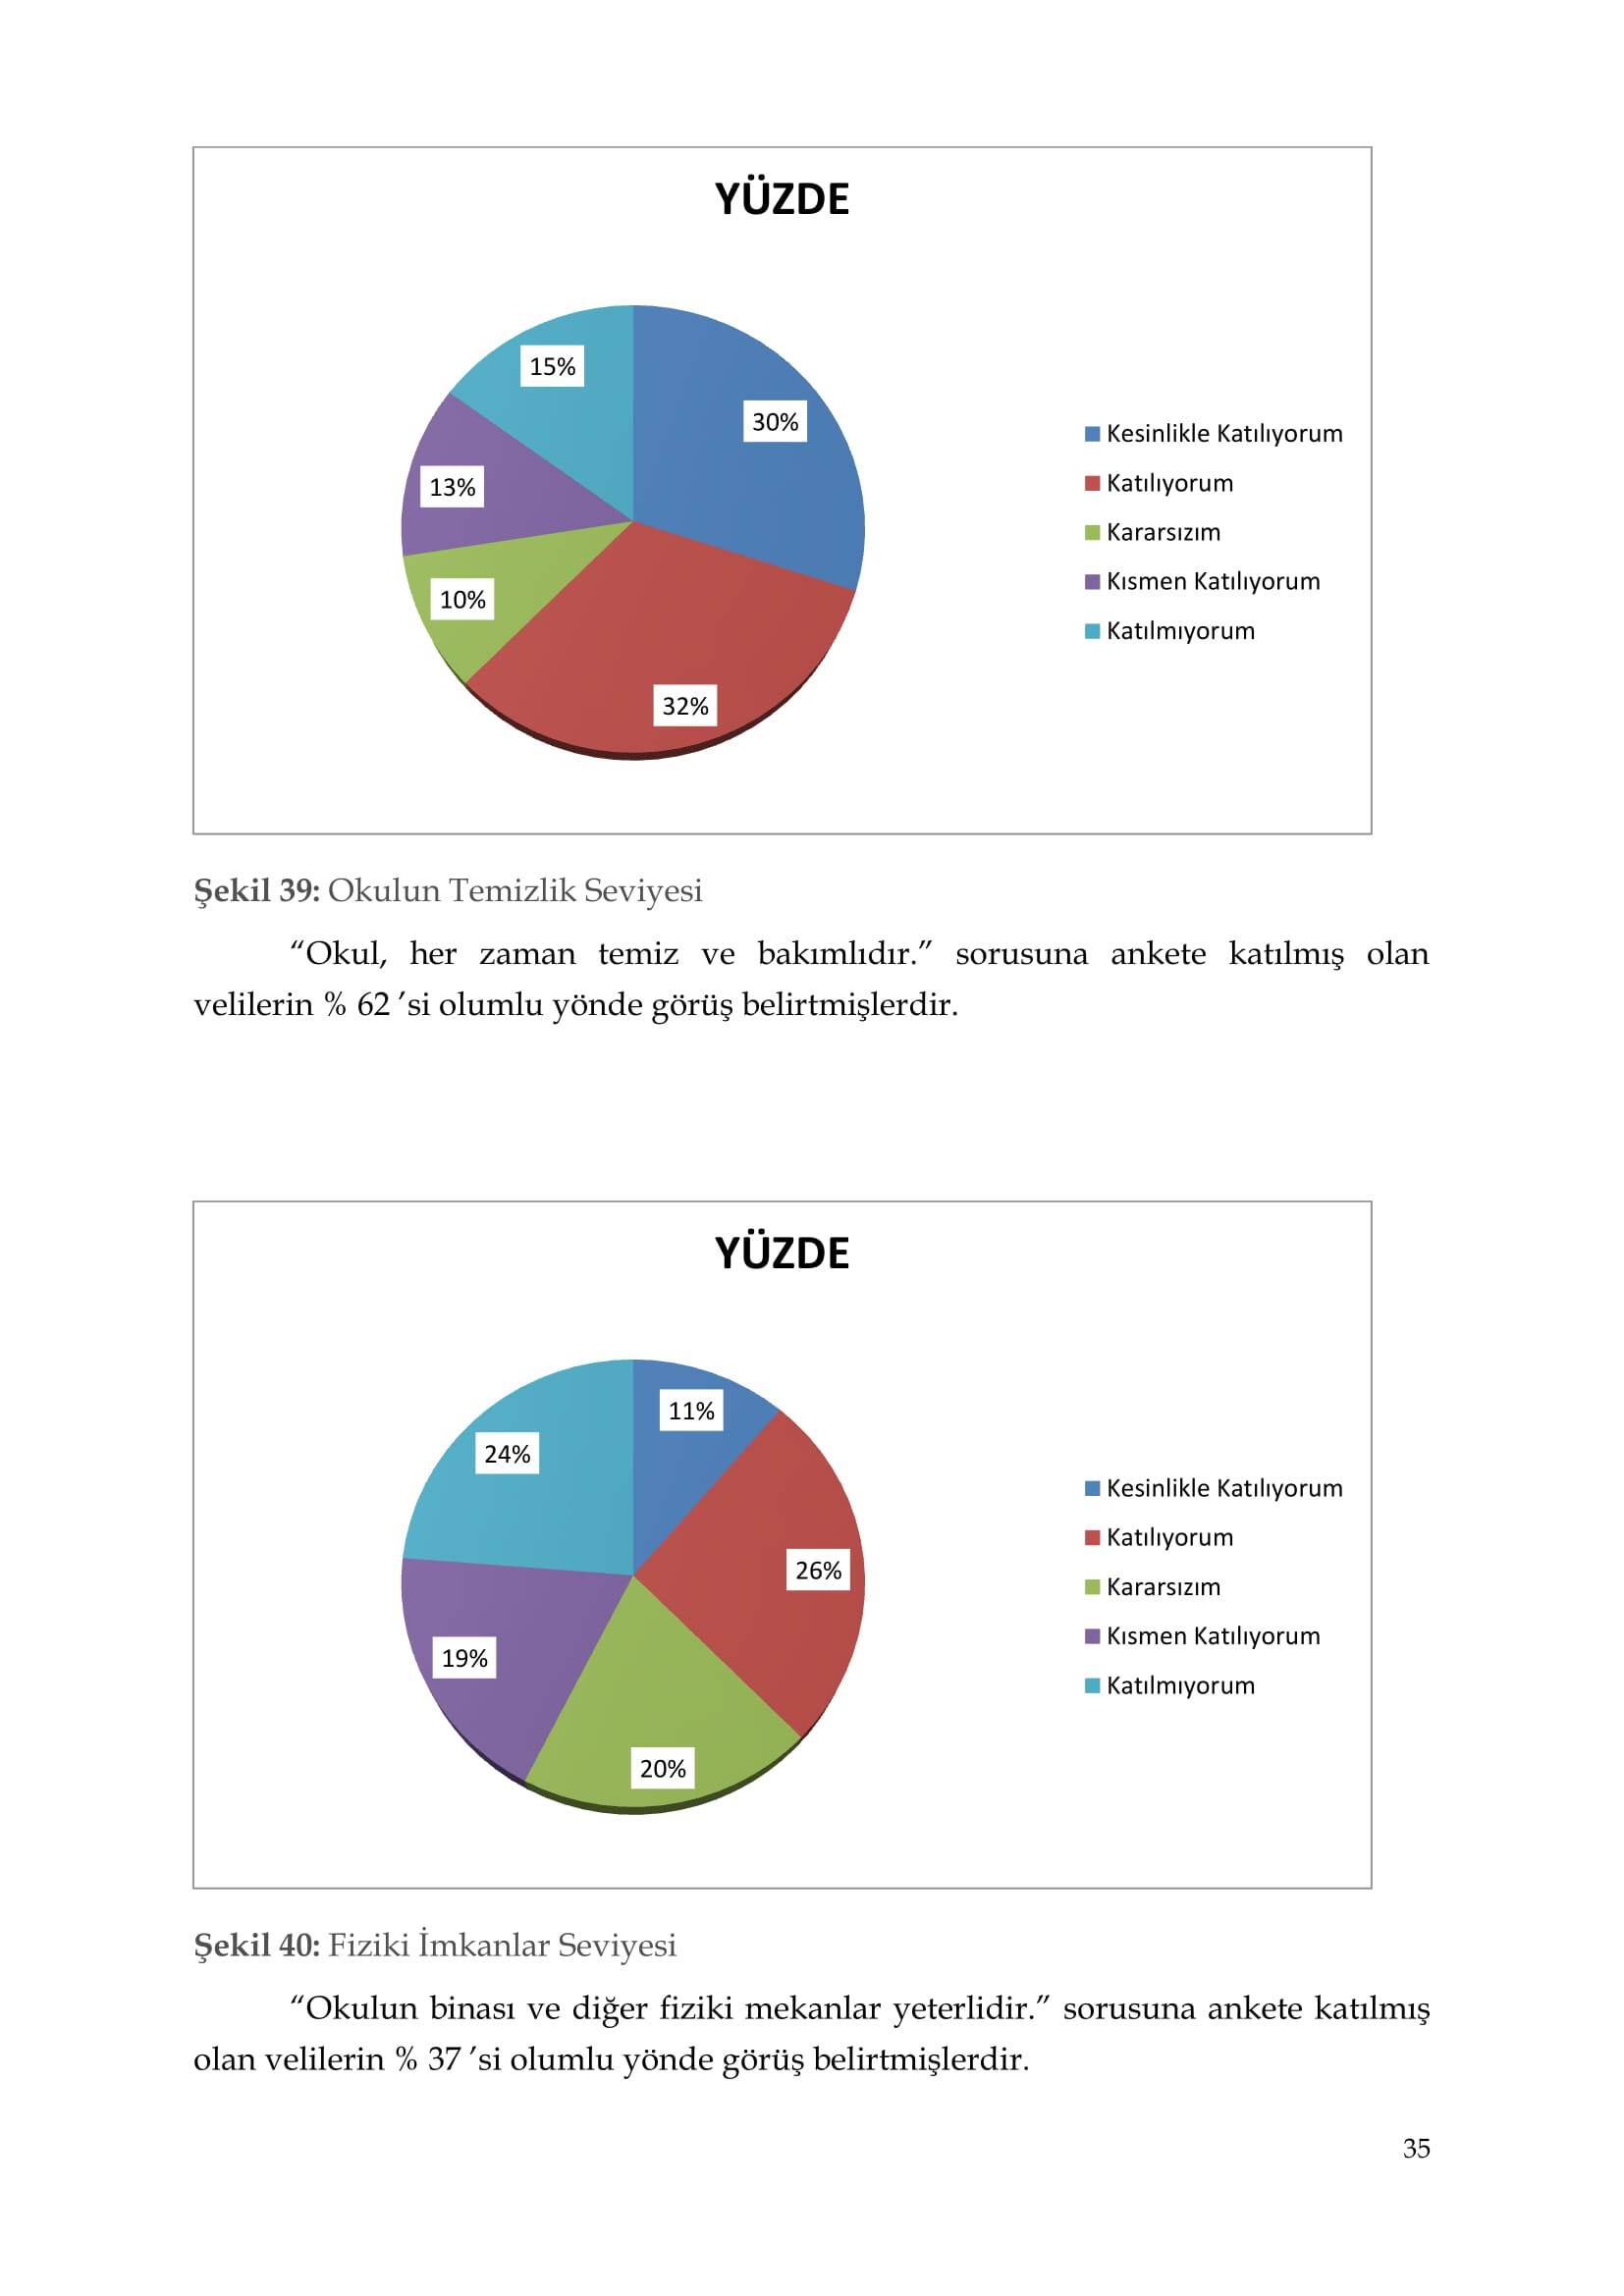 YÜZDE
15%
30%
13%
10%
32%
Kesinlikle Katılıyorum
Katılıyorum
Kararsızım
Kısmen Katılıyorum
Katılmıyorum
Şekil 39: Okulun Temizlik Seviyesi
“Okul, her zaman temiz ve bakımlıdır.” sorusuna ankete katılmış olan
velilerin % 62 ’si olumlu yönde görüş belirtmişlerdir.
YÜZDE
11%
24%
26%
19%
20%
Kesinlikle Katılıyorum
Katılıyorum
Kararsızım
Kısmen Katılıyorum
Katılmıyorum
Şekil 40: Fiziki İmkanlar Seviyesi
“Okulun binası ve diğer fiziki mekanlar yeterlidir.” sorusuna ankete katılmış
olan velilerin % 37 ’si olumlu yönde görüş belirtmişlerdir.
35